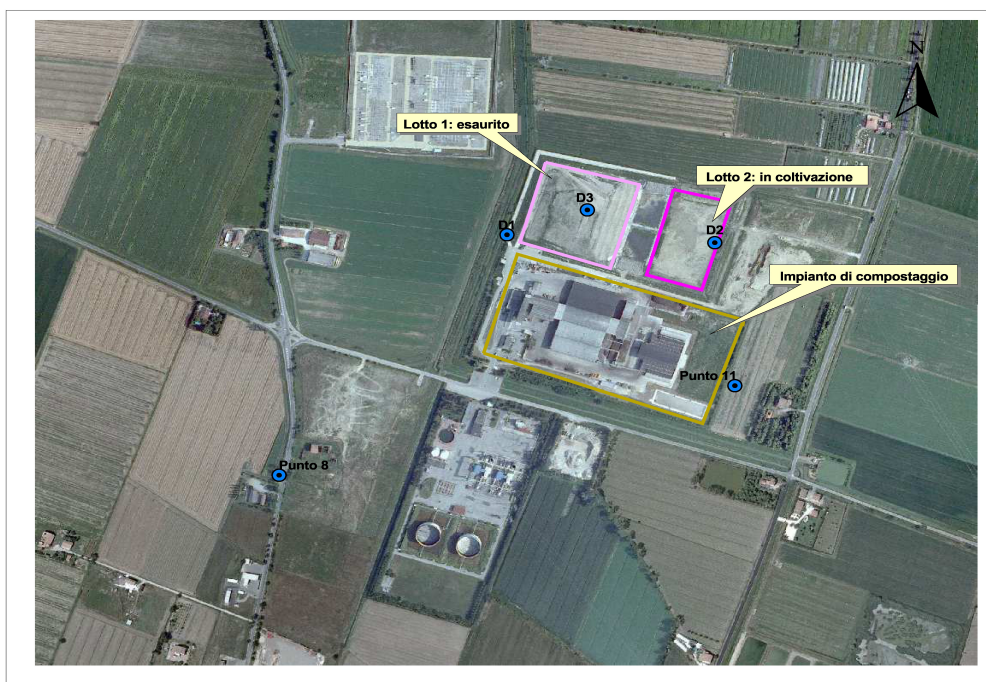 N
Lotto 1: esaurito
Lotto 2: in coltivazione
D3
D1
D2
Impianto di compostaggio
Punto 11
Punto 8